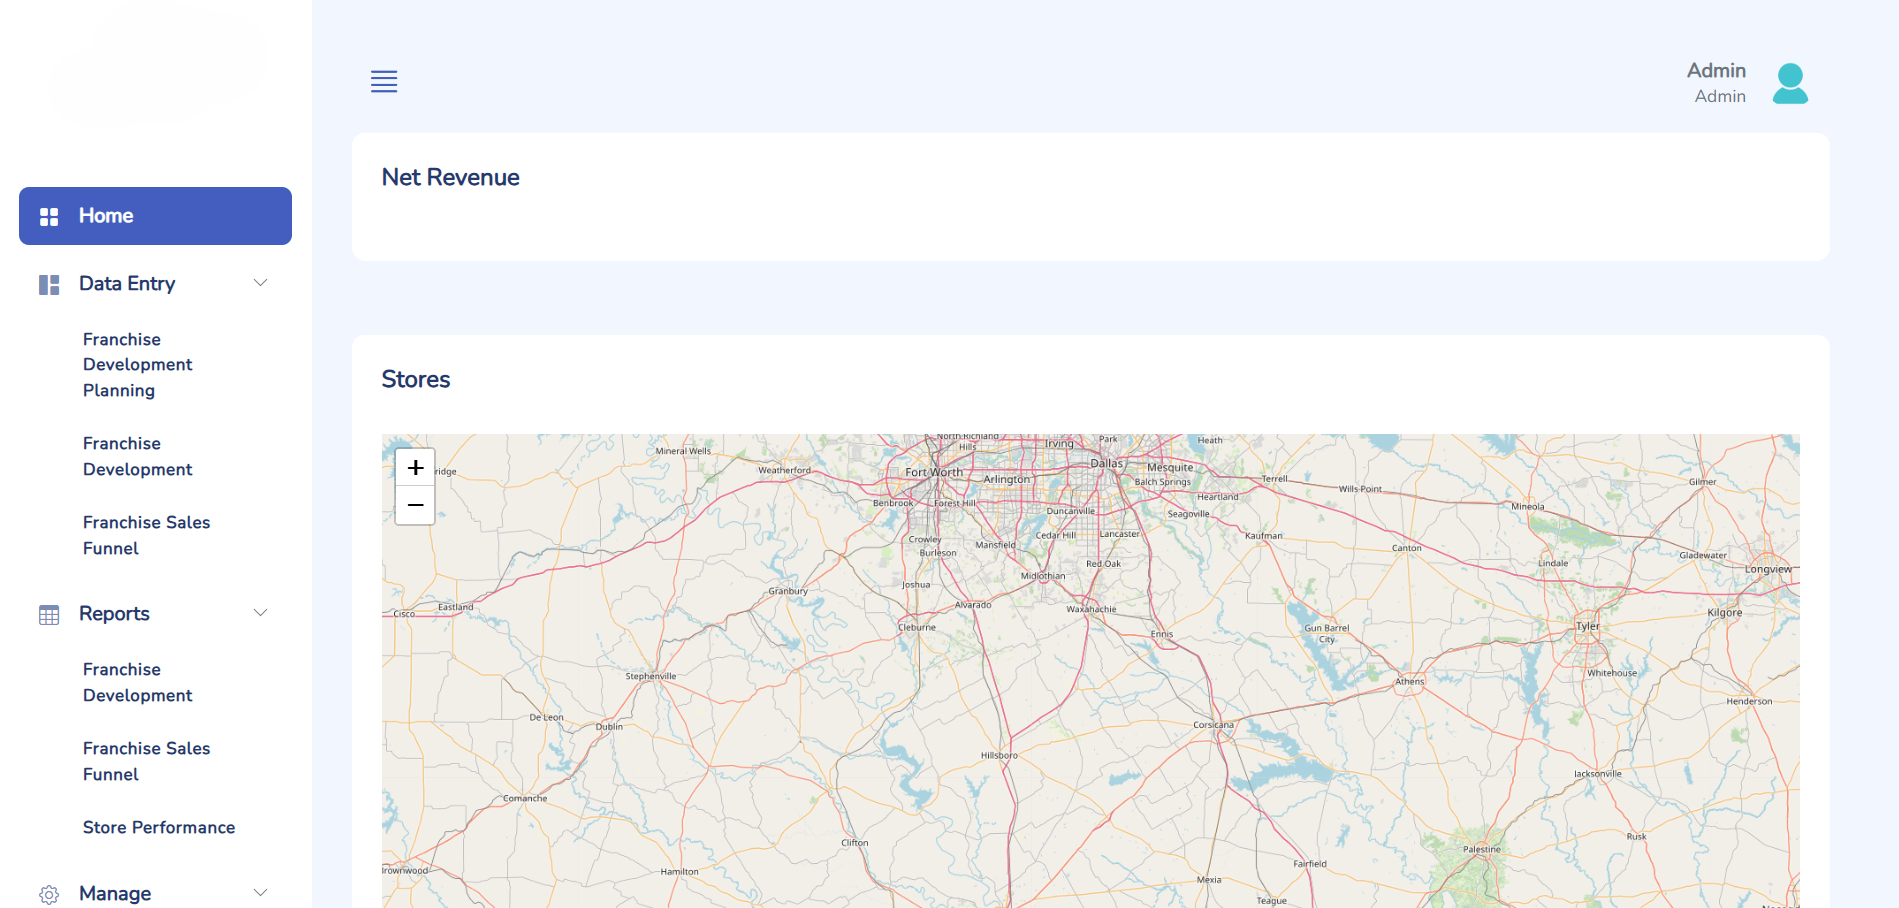 Admin
Admin
Home
Data Entry
Franchise
Development
Planning
Franchise
Development
Franchise Sales
Funnel
Reports
Franchise
Development
Franchise Sales
Funnel
Store Performance
Manage
Net Revenue
Stores
+
−
North Richland
Hills
Irving
Park
Heath
Mineral Wells
ridge
Weatherford
Fort Worth
Arlington
Dallas
Mesquite
Balch Springs
Terrell
Wills Point
Gilmer
Benbrook
Forest Hill
Heartland
Duncanville
Seagoville
Mineola
Crowley
Mansfield
Cedar Hill
Lancaster
Kaufman
Burleson
Canton
Gladewater
Red Oak
Lindale
Longview
Joshua
Midlothian
Granbury
Eastland
Cisco
Alvarado
Waxahachie
Kilgore
Cleburne
Ennis
Gun Barrel
City
Tyler
Stephenville
Athens
Whitehouse
Henderson
De Leon
Dublin
Corsicana
Hillsboro
Jacksonville
Comanche
Rusk
Clifton
Palestine
Fairfield
rownwood
Hamilton
Mexia
Teague